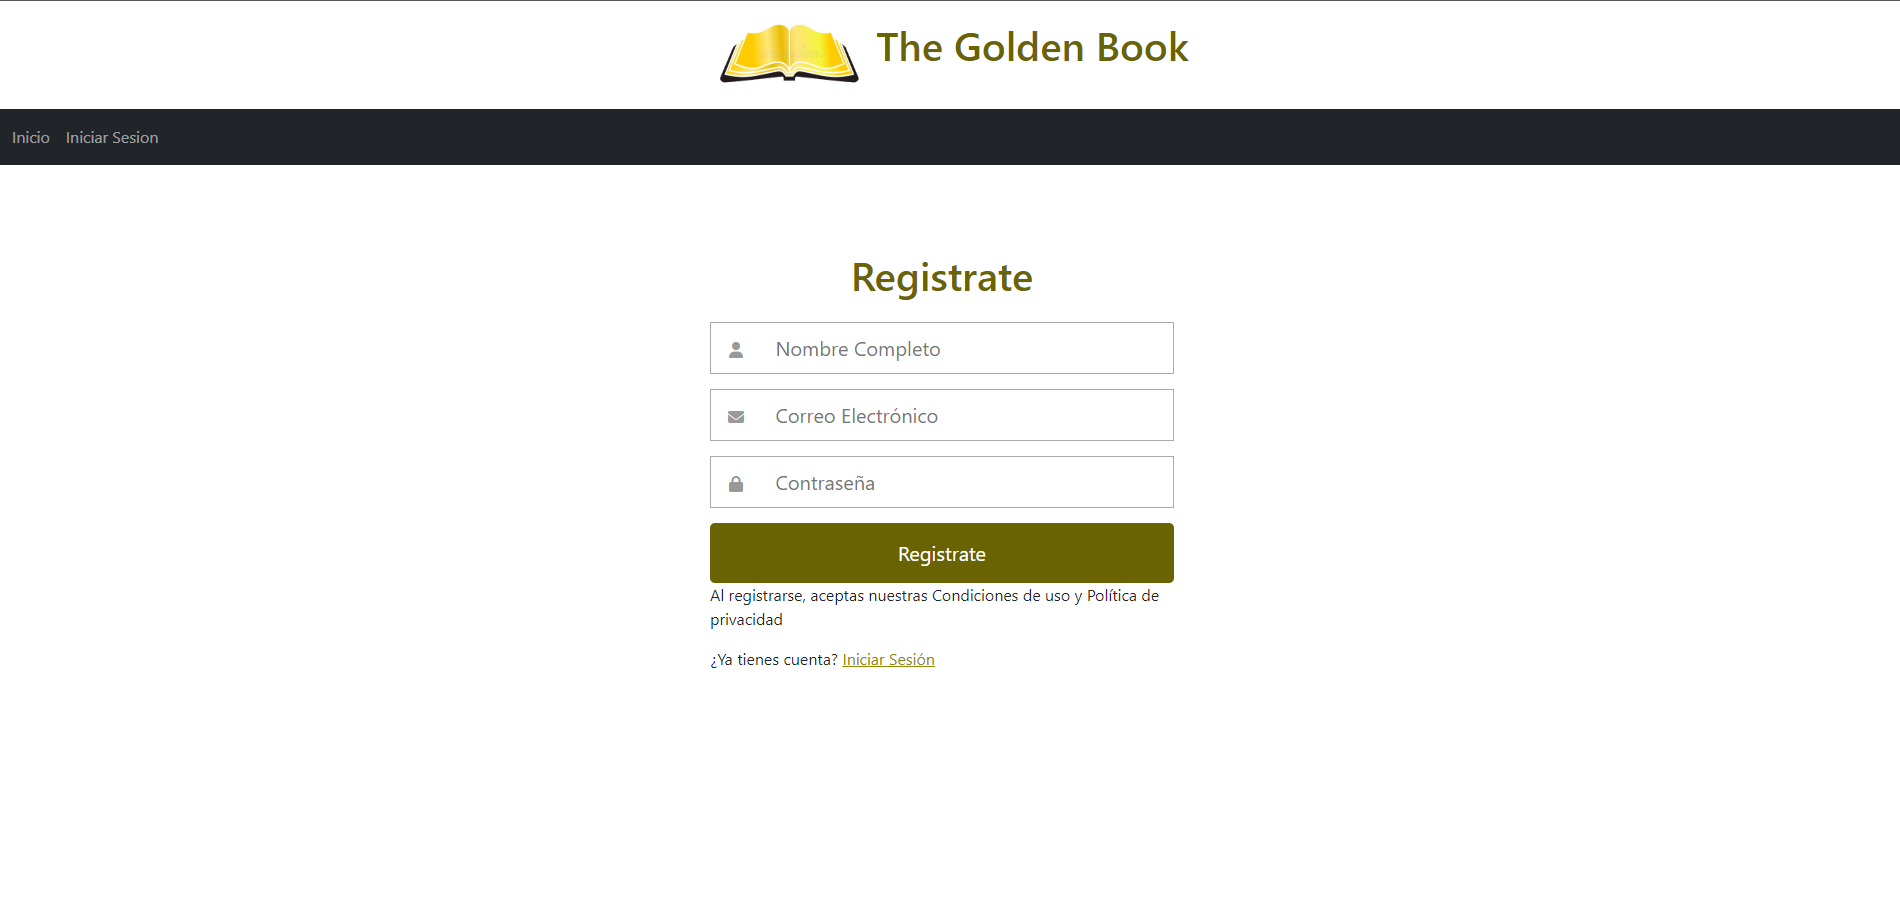 The Golden Book
Inicio Iniciar Sesion
Registrate
Nombre Completo
Correo Electrónico
Contraseña
Registrate
Al registrarse, aceptas nuestras Condiciones de uso y Política de
privacidad
¿Ya tienes cuenta? Iniciar Sesión